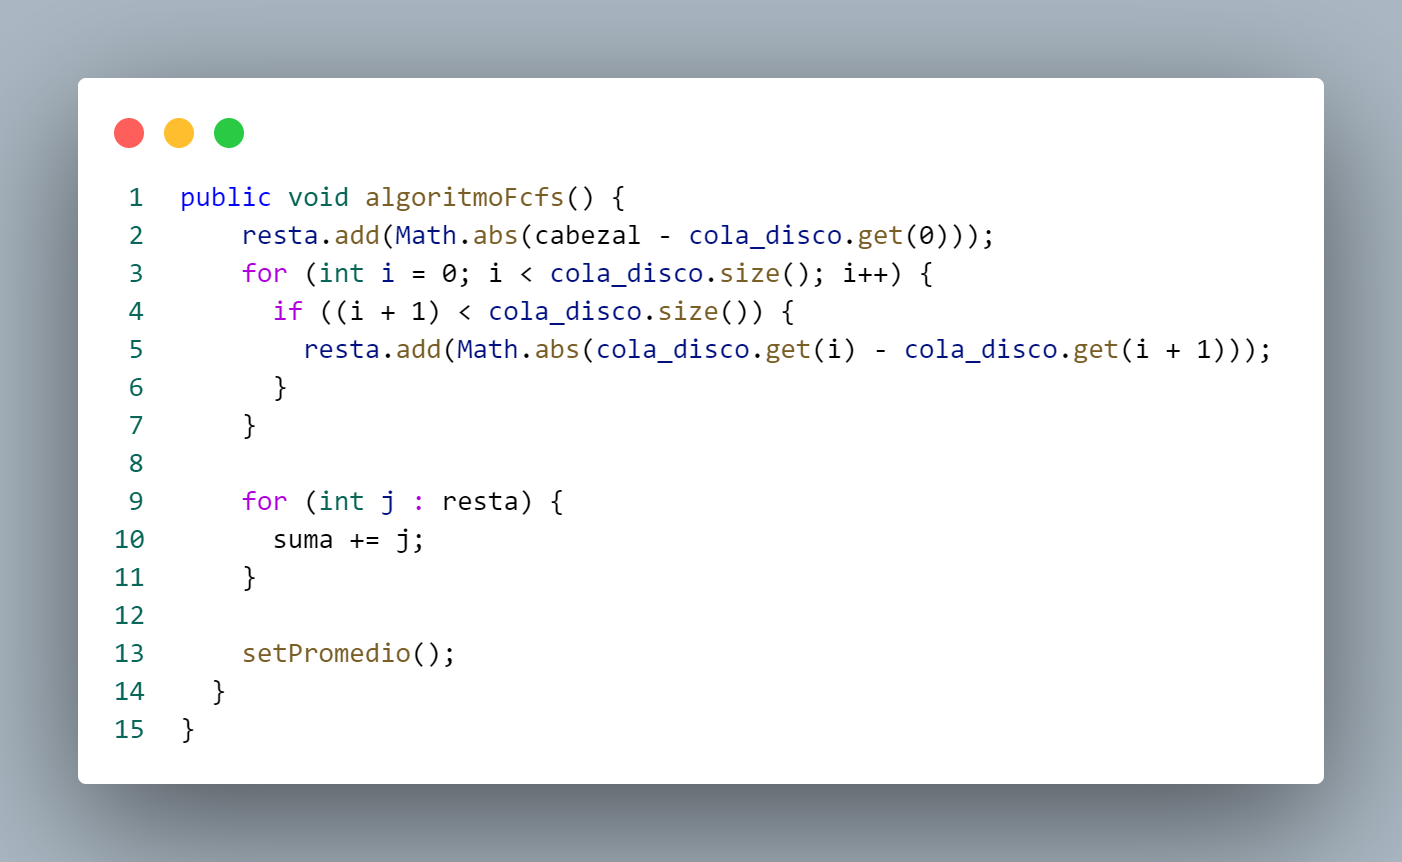 1 public void algoritmoFcfs() {
2     resta.add(Math.abs(cabezal - cola_disco.get(0)));
3     for (int i = 0; i < cola_disco.size(); i++) {
4       if ((i + 1) < cola_disco.size()) {
5         resta.add(Math.abs(cola_disco.get(i) - cola_disco.get(i + 1)));
6       }
7     }
8
9     for (int j : resta) {
10       suma += j;
11     }
12
13     setPromedio();
14   }
15 }